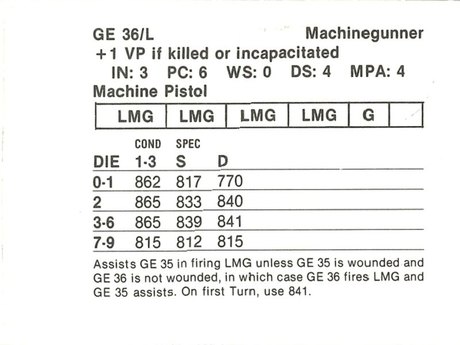 GE 36/L Machinegunner
+1 VP if killed or incapacitated
IN: 3 PC: 6 WS: 0 DS: 4 MPA: 4
Machine Pistol
LMG LMG LMG LMG G
COND SPEC
DIE 1-3 S D
0-1 862 817 770
2 865 833 840
3-6 865 839 841
7-9 815 812 815
Assists GE 35 in firing LMG unless GE 35 is wounded and
GE 36 is not wounded, in which case GE 36 fires LMG and
GE 35 assists. On first Turn, use 841.